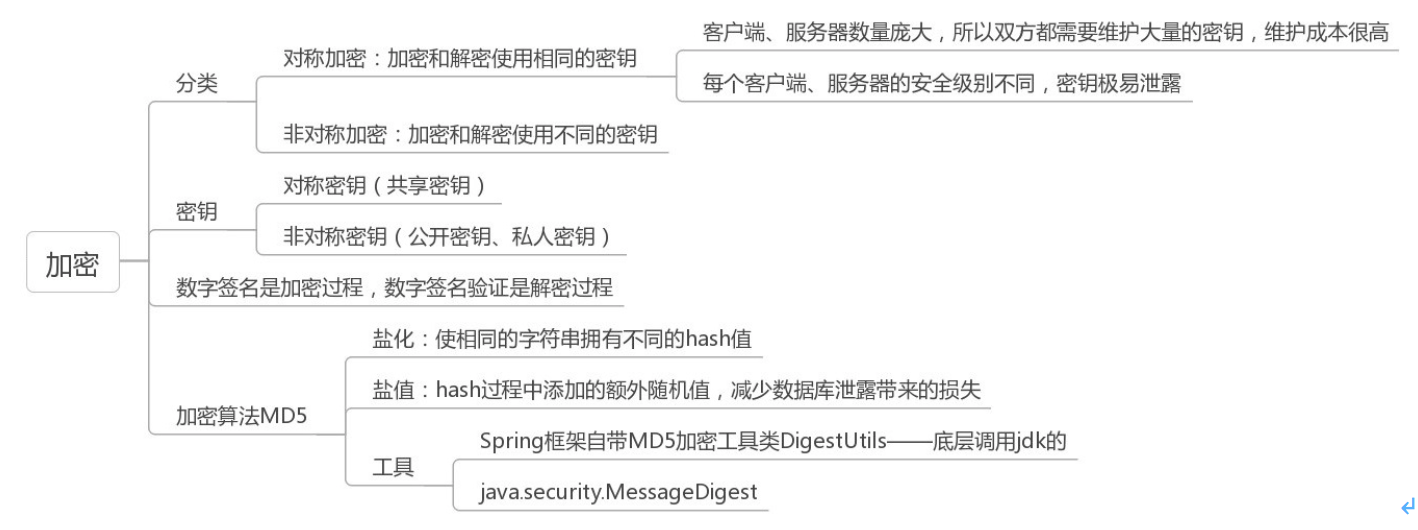 加密
分类
对称加密：加密和解密使用相同的密钥
客户端、服务器数量庞大，所以双方都需要维护大量的密钥，维护成本很高
每个客户端、服务器的安全级别不同，密钥极易泄露
非对称加密：加密和解密使用不同的密钥
密钥
对称密钥（共享密钥）
非对称密钥（公开密钥、私人密钥）
数字签名是加密过程，数字签名验证是解密过程
加密算法MD5
盐化：使相同的字符串拥有不同的hash值
盐值：hash过程中添加的额外随机值，减少数据库泄露带来的损失
工具
Spring框架自带MD5加密工具类DigestUtils——底层调用jdk的
java.security.MessageDigest